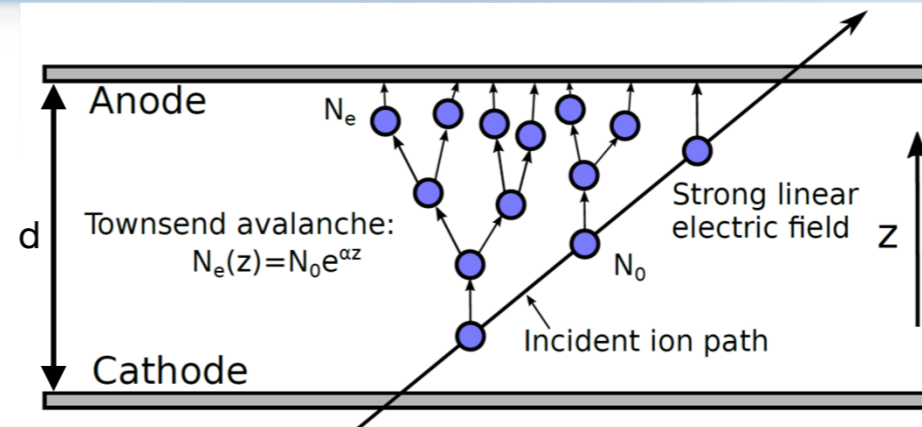 Anode
Nₑ
Strong linear
electric field
Z
d
Townsend avalanche:
Nₑ(z)=N₀e^αz
N₀
Incident ion path
Cathode